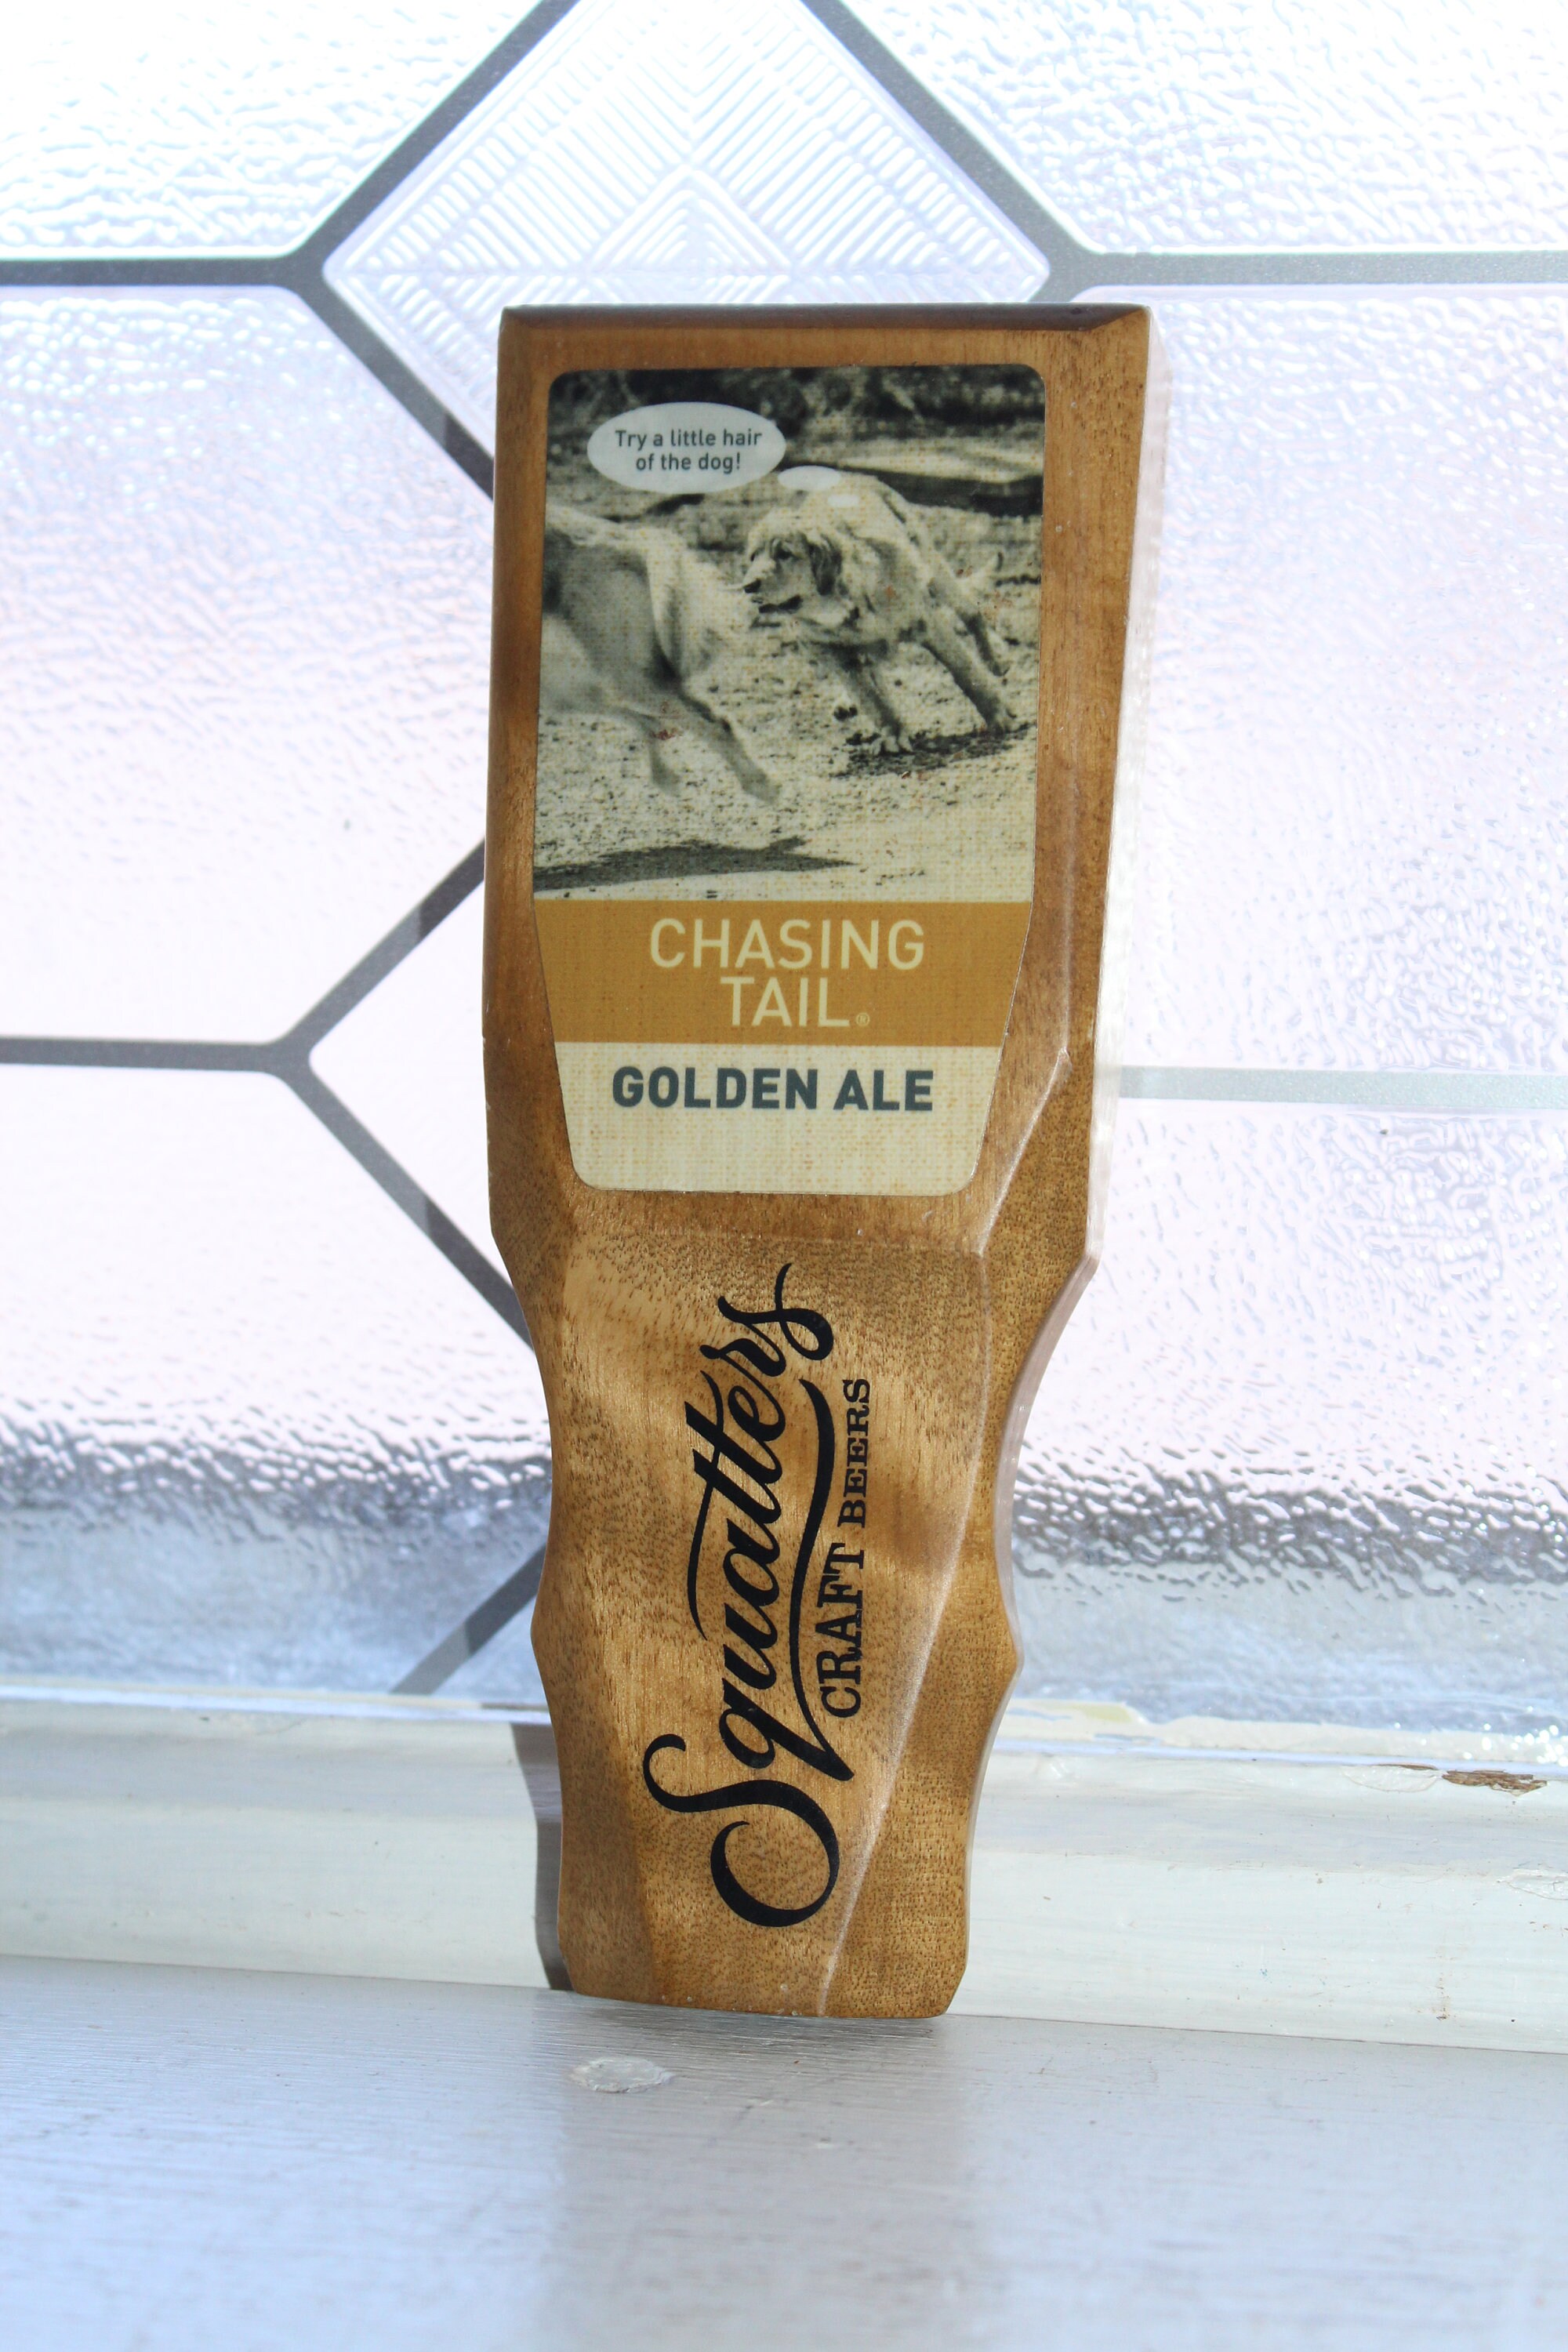 Try a little hair
of the dog!
CHASING
TAIL®
GOLDEN ALE
Squatters
CRAFT BEERS